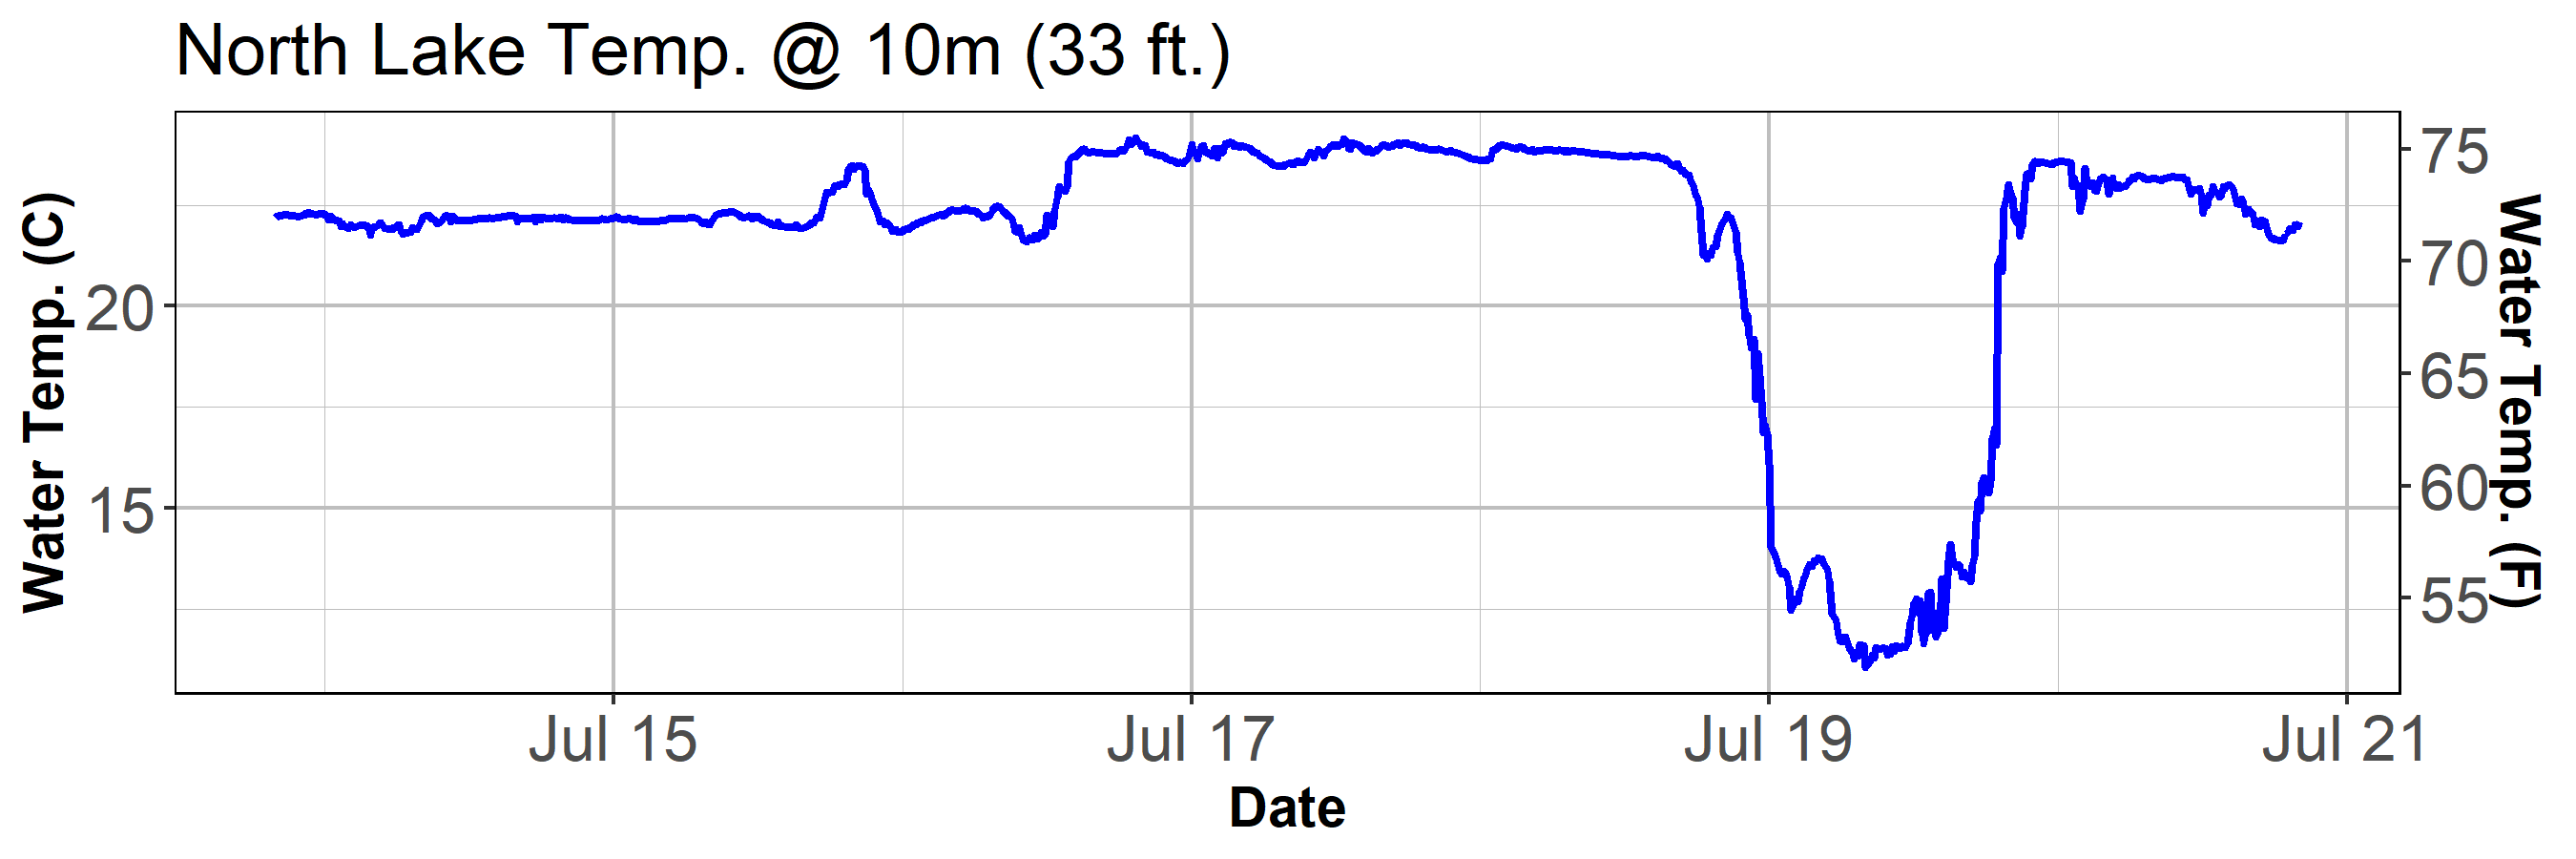 North Lake Temp. @ 10m (33 ft.)
Water Temp. (C)
20
15
75
70
65
60
55
Water Temp. (F)
Jul 15
Jul 17
Jul 19
Jul 21
Date